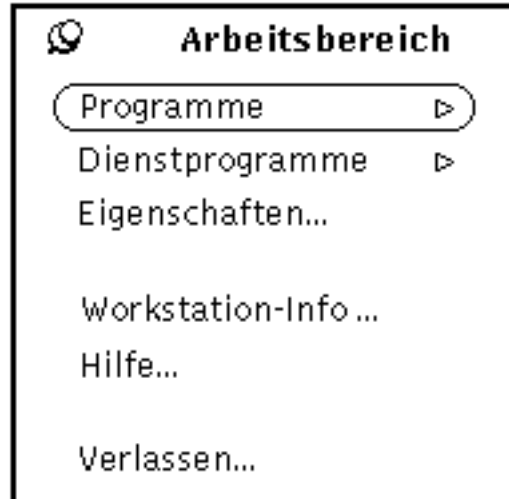 Arbeitsbereich
Programme
Dienstprogramme
Eigenschaften...
Workstation-Info ...
Hilfe...
Verlassen...